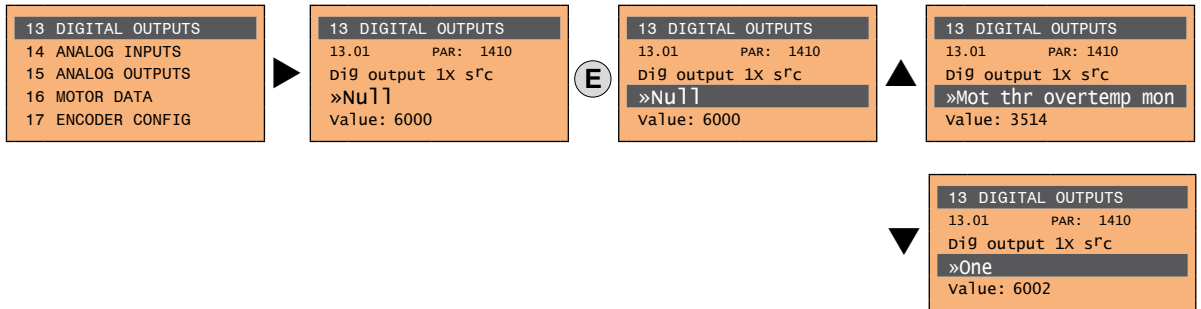 13 DIGITAL OUTPUTS
14 ANALOG INPUTS
15 ANALOG OUTPUTS
16 MOTOR DATA
17 ENCODER CONFIG
13 DIGITAL OUTPUTS
13.01 PAR: 1410
Dig output 1X src
»Null
Value: 6000
E
13 DIGITAL OUTPUTS
13.01 PAR: 1410
Dig output 1X src
»Null
Value: 6000
13 DIGITAL OUTPUTS
13.01 PAR: 1410
Dig output 1X src
»Mot thr overtemp mon
Value: 3514
13 DIGITAL OUTPUTS
13.01 PAR: 1410
Dig output 1X src
»One
Value: 6002